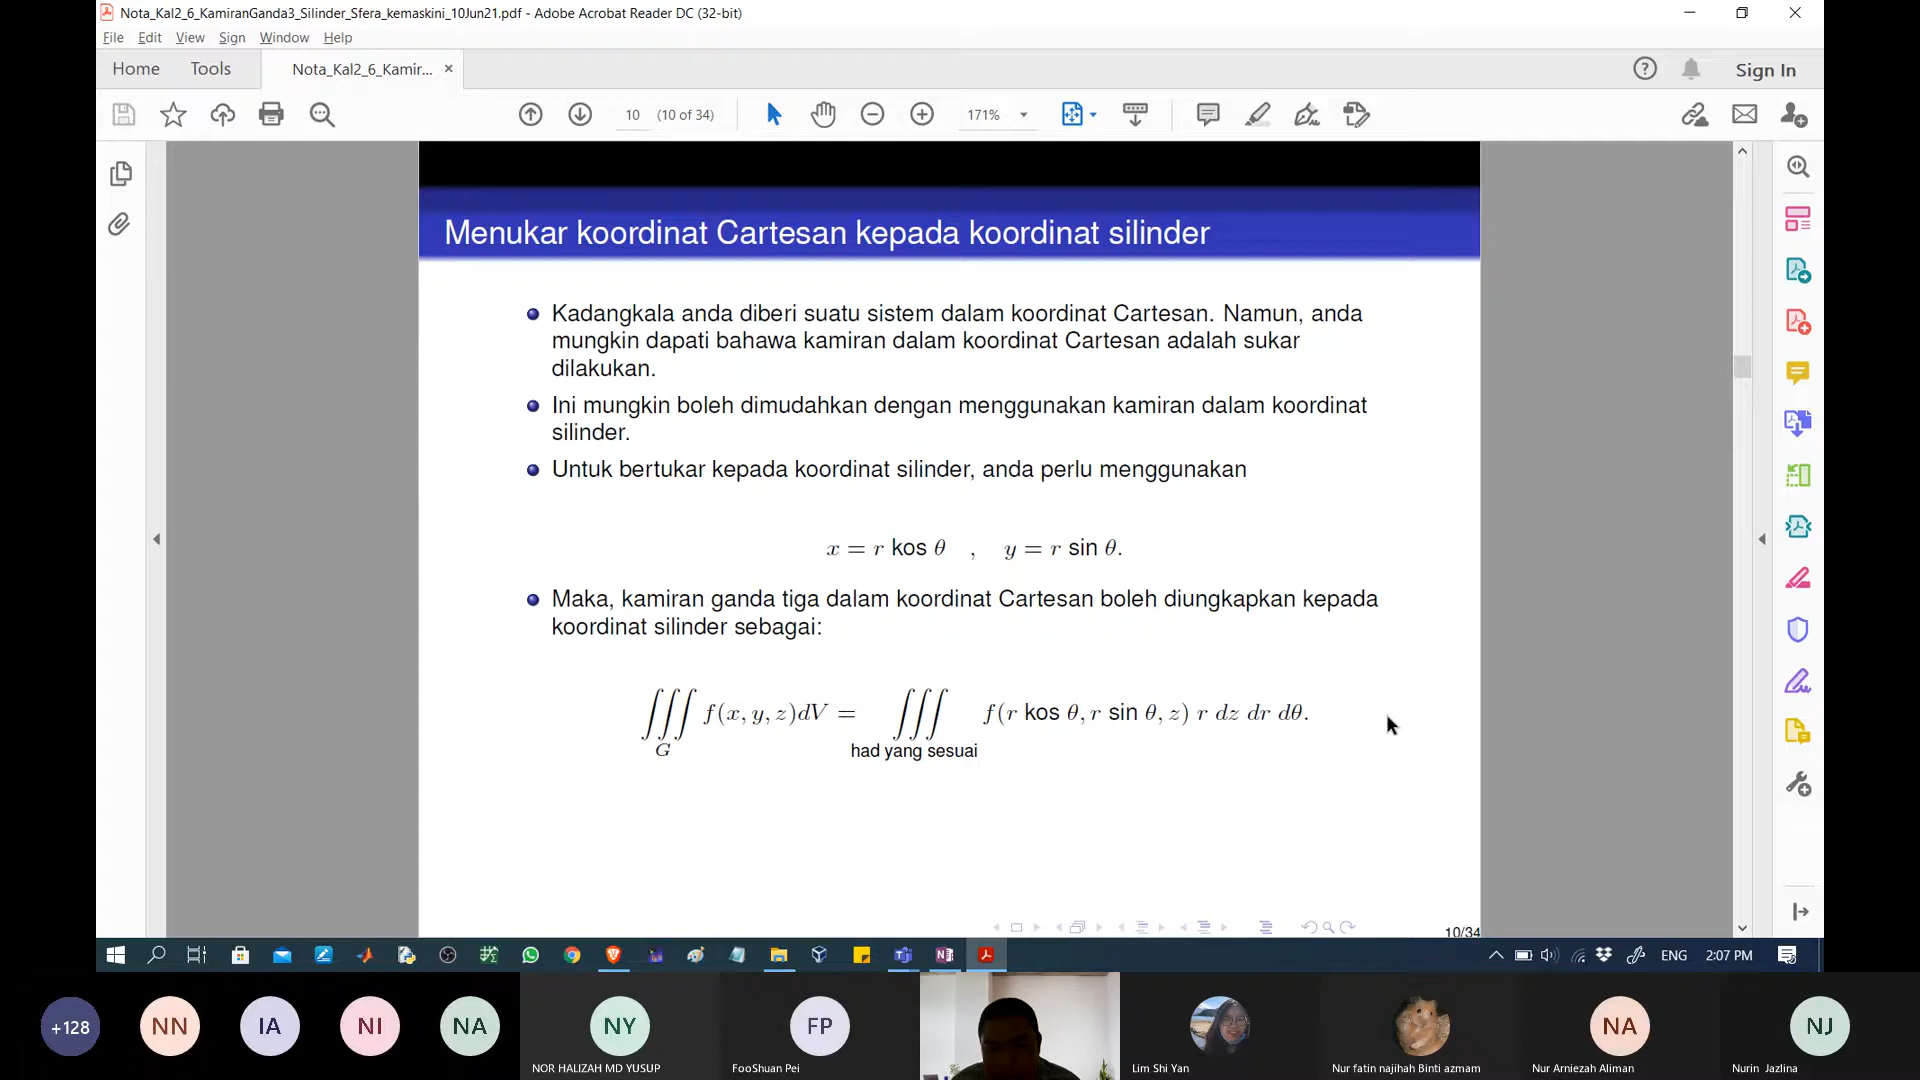 Nota_Kal2_6_KamiranGanda3_Silinder_Sfera_kemaskini_10Jun21.pdf - Adobe Acrobat Reader DC (32-bit)
File Edit View Sign Window Help
Home Tools Nota_Kal2_6_Kamir... × Sign In
10 (10 of 34) 171%
Menukar koordinat Cartesan kepada koordinat silinder
Kadangkala anda diberi suatu sistem dalam koordinat Cartesan. Namun, anda
mungkin dapati bahawa kamiran dalam koordinat Cartesan adalah sukar
dilakukan.
Ini mungkin boleh dimudahkan dengan menggunakan kamiran dalam koordinat
silinder.
Untuk bertukar kepada koordinat silinder, anda perlu menggunakan
x = r kos θ , y = r sin θ.
Maka, kamiran ganda tiga dalam koordinat Cartesan boleh diungkapkan kepada
koordinat silinder sebagai:
∭ f(x, y, z)dV = ∭ f(r kos θ, r sin θ, z) r dz dr dθ.
G had yang sesuai
10/34
ENG 2:07 PM
+128 NN IA NI NA NY FP NA NJ
NOR HALIZAH MD YUSUP FooShuan Pei Lim Shi Yan Nur fatin najihah Binti azmam Nur Arniezah Aliman Nurin Jazlina